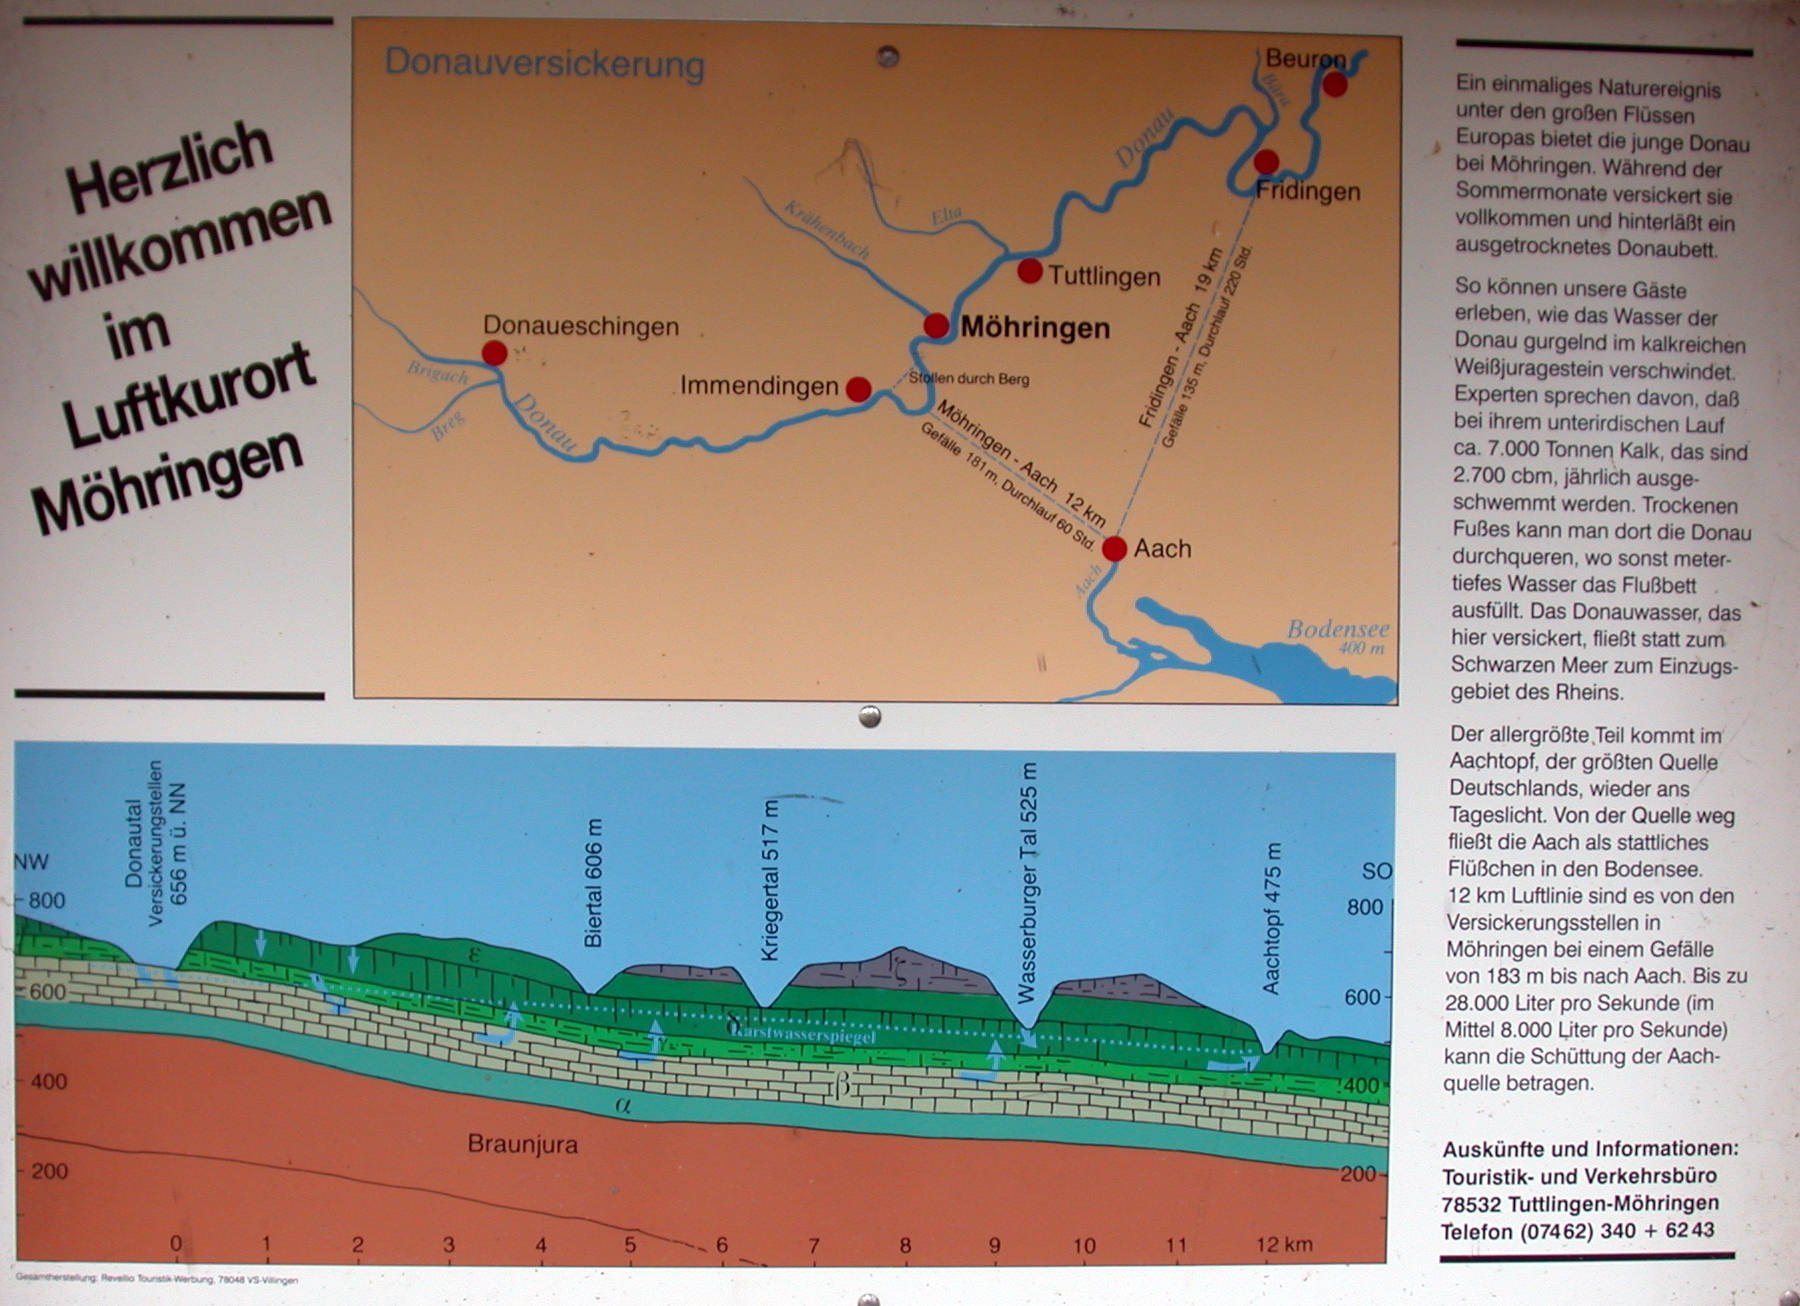 Herzlich
willkommen
im
Luftkurort
Möhringen
Donauversickerung
Beuron
Bära
Donau
Fridingen
Krähenbach
Elta
Tuttlingen
Donaueschingen
Möhringen
Brigach
Breg
Donau
Immendingen
Stollen durch Berg
Fridingen - Aach 19 km
Gefälle 135 m, Durchlauf 220 Std.
Möhringen - Aach 12 km
Gefälle 181 m, Durchlauf 60 Std.
Aach
Aach
Bodensee
400 m
Ein einmaliges Naturereignis
unter den großen Flüssen
Europas bietet die junge Donau
bei Möhringen. Während der
Sommermonate versickert sie
vollkommen und hinterläßt ein
ausgetrocknetes Donaubett.
So können unsere Gäste
erleben, wie das Wasser der
Donau gurgelnd im kalkreichen
Weißjuragestein verschwindet.
Experten sprechen davon, daß
bei ihrem unterirdischen Lauf
ca. 7.000 Tonnen Kalk, das sind
2.700 cbm, jährlich ausge-
schwemmt werden. Trockenen
Fußes kann man dort die Donau
durchqueren, wo sonst meter-
tiefes Wasser das Flußbett
ausfüllt. Das Donauwasser, das
hier versickert, fließt statt zum
Schwarzen Meer zum Einzugs-
gebiet des Rheins.
Der allergrößte Teil kommt im
Aachtopf, der größten Quelle
Deutschlands, wieder ans
Tageslicht. Von der Quelle weg
fließt die Aach als stattliches
Flüßchen in den Bodensee.
12 km Luftlinie sind es von den
Versickerungsstellen in
Möhringen bei einem Gefälle
von 183 m bis nach Aach. Bis zu
28.000 Liter pro Sekunde (im
Mittel 8.000 Liter pro Sekunde)
kann die Schüttung der Aach-
quelle betragen.
Auskünfte und Informationen:
Touristik- und Verkehrsbüro
78532 Tuttlingen-Möhringen
Telefon (07462) 340 + 6243
NW
Donautal
Versickerungstellen
656 m ü. NN
Biertal 606 m
Kriegertal 517 m
Wasserburger Tal 525 m
Aachtopf 475 m
SO
800
600
400
200
800
600
400
200
ε
ζ
δ
Karstwasserspiegel
β
α
Braunjura
0 1 2 3 4 5 6 7 8 9 10 11 12 km
Gesamtherstellung: Revellio Touristik-Werbung, 78048 VS-Villingen